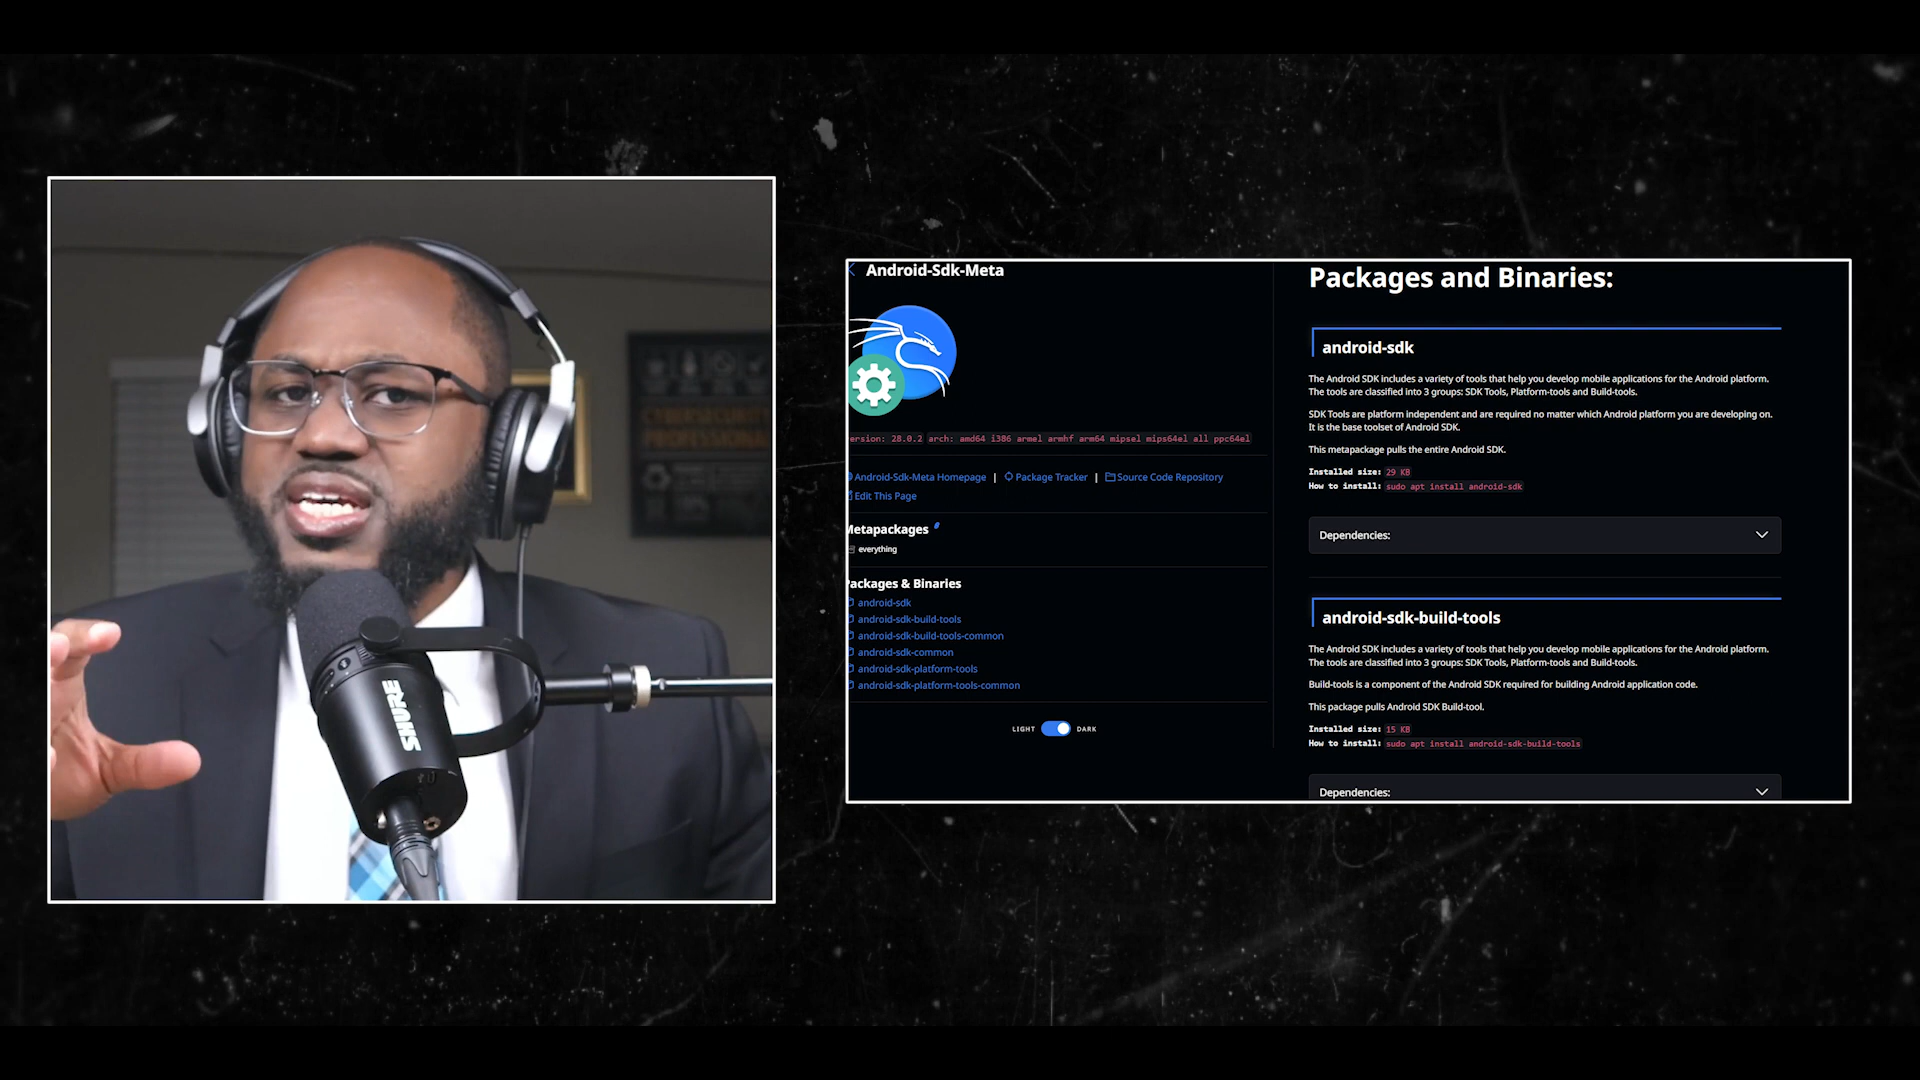 CYBERSECURITY
PROFESSIONAL
SHURE
Android-Sdk-Meta
ersion: 28.0.2 arch: amd64 i386 armel armhf arm64 mipsel mips64el all ppc64el
Android-Sdk-Meta Homepage | Package Tracker | Source Code Repository
Edit This Page
Metapackages
everything
Packages & Binaries
android-sdk
android-sdk-build-tools
android-sdk-build-tools-common
android-sdk-common
android-sdk-platform-tools
android-sdk-platform-tools-common
LIGHT DARK
Packages and Binaries:
android-sdk
The Android SDK includes a variety of tools that help you develop mobile applications for the Android platform.
The tools are classified into 3 groups: SDK Tools, Platform-tools and Build-tools.
SDK Tools are platform independent and are required no matter which Android platform you are developing on.
It is the base toolset of Android SDK.
This metapackage pulls the entire Android SDK.
Installed size: 29 KB
How to install: sudo apt install android-sdk
Dependencies:
android-sdk-build-tools
The Android SDK includes a variety of tools that help you develop mobile applications for the Android platform.
The tools are classified into 3 groups: SDK Tools, Platform-tools and Build-tools.
Build-tools is a component of the Android SDK required for building Android application code.
This package pulls Android SDK Build-tool.
Installed size: 15 KB
How to install: sudo apt install android-sdk-build-tools
Dependencies: